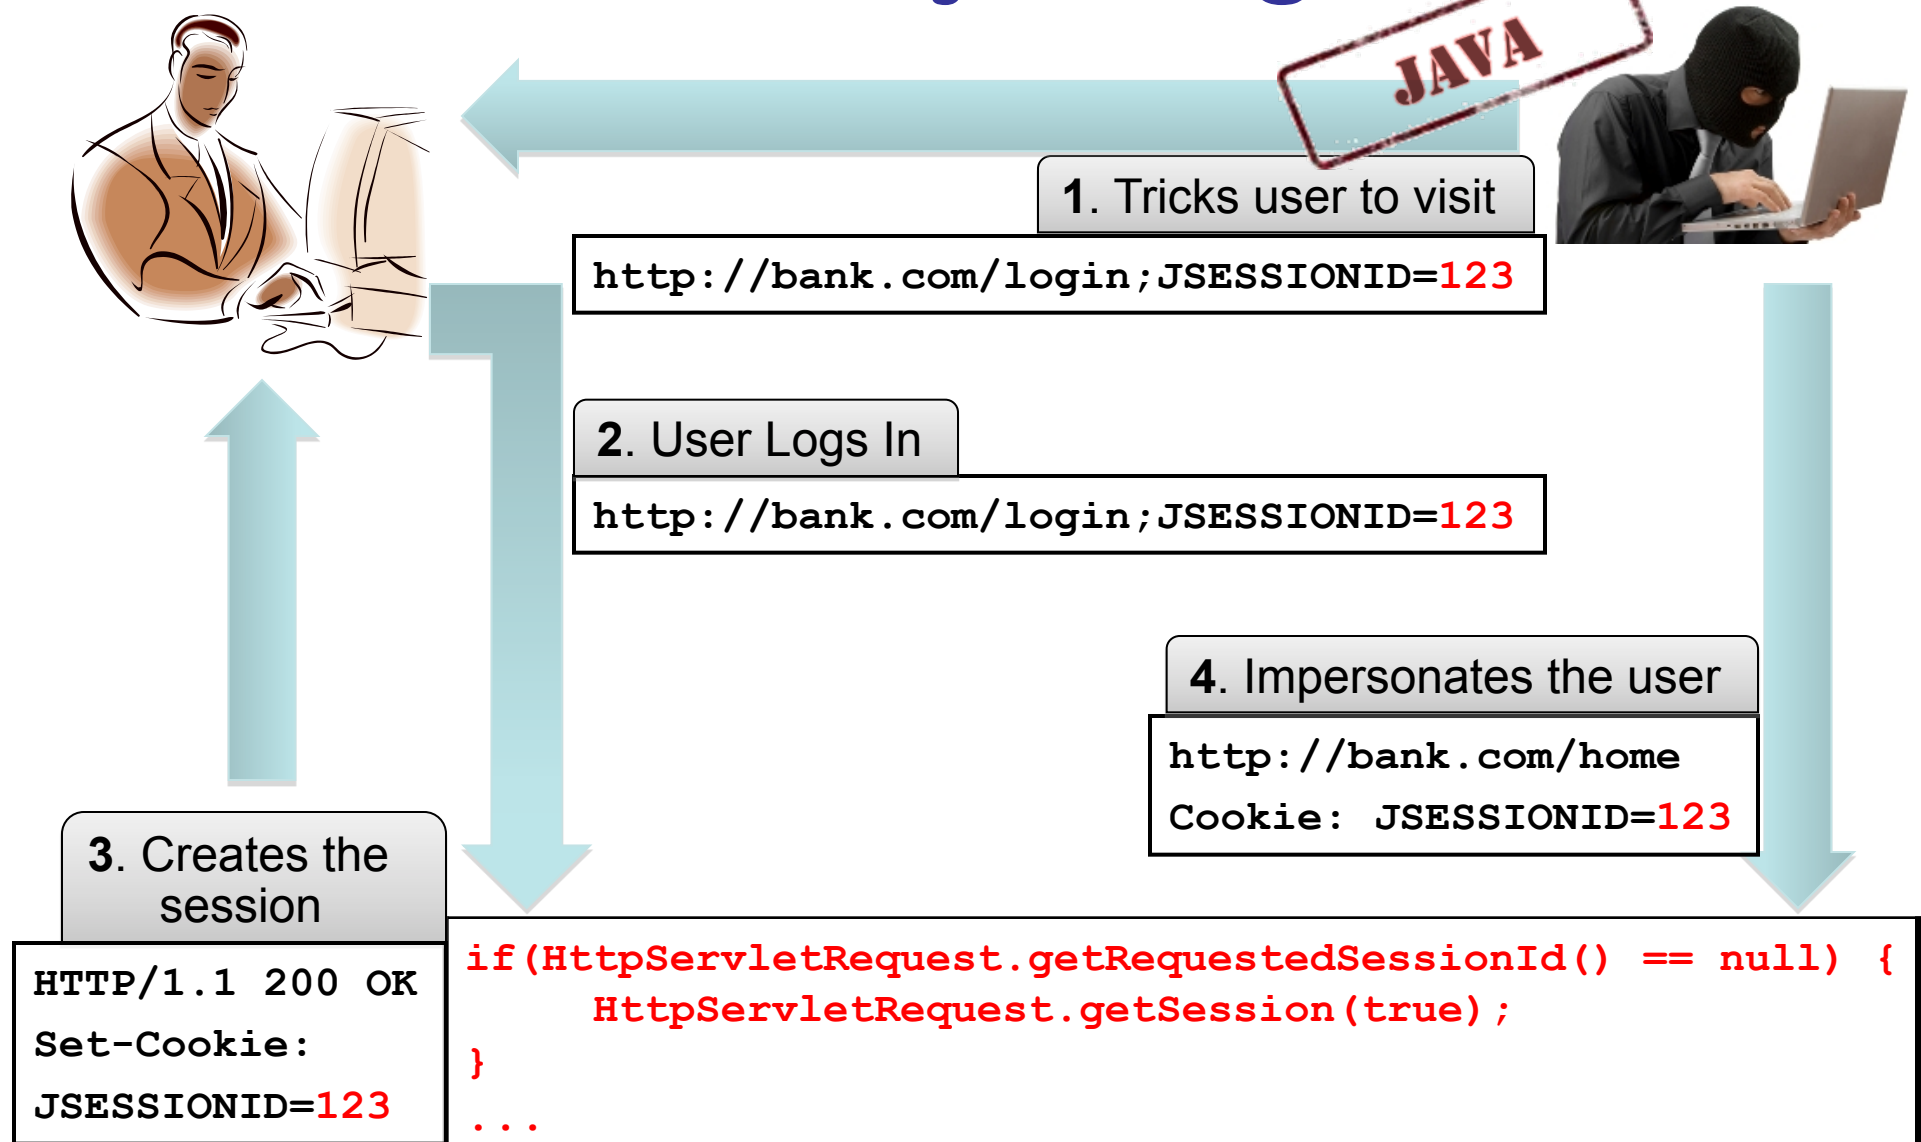 JAVA
1. Tricks user to visit
http://bank.com/login;JSESSIONID=123
2. User Logs In
http://bank.com/login;JSESSIONID=123
4. Impersonates the user
http://bank.com/home
Cookie: JSESSIONID=123
3. Creates the
session
HTTP/1.1 200 OK
Set-Cookie:
JSESSIONID=123
if(HttpServletRequest.getRequestedSessionId() == null) {
HttpServletRequest.getSession(true);
}
...